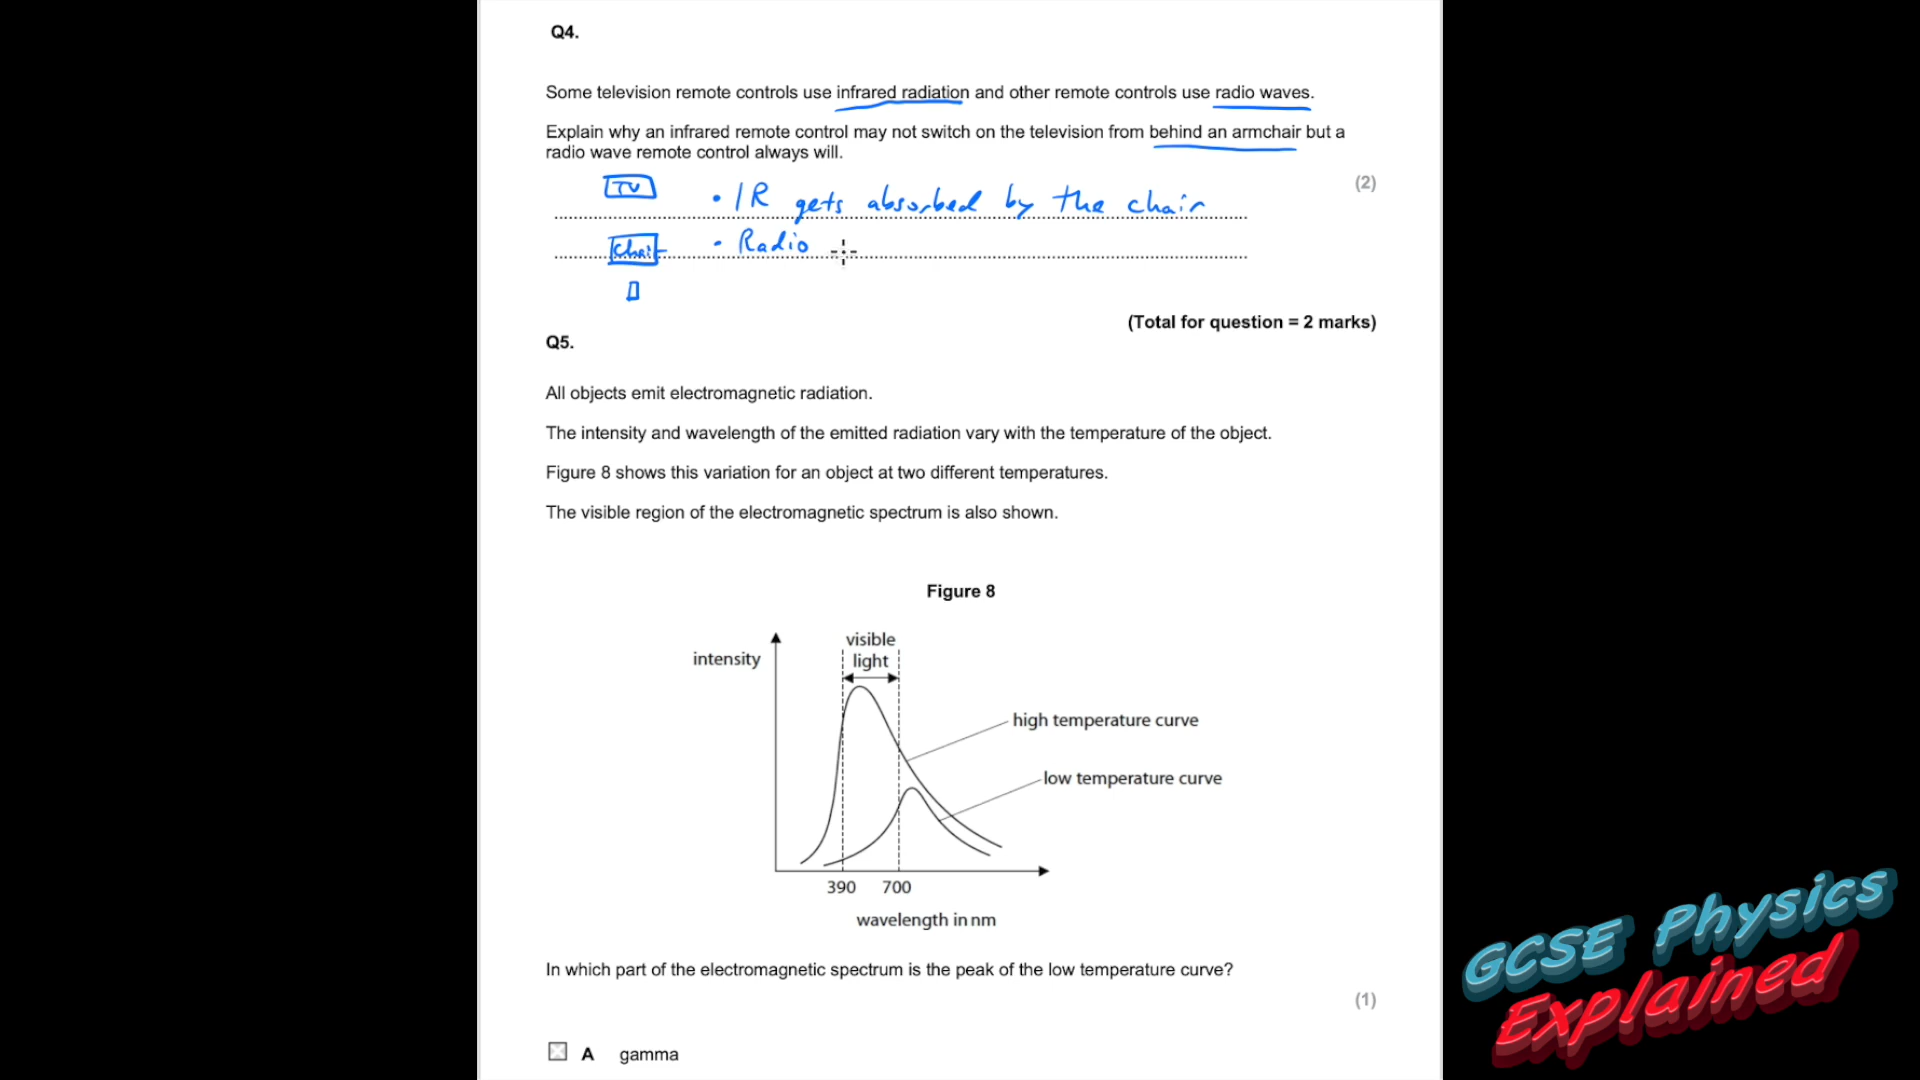 Q4.
Some television remote controls use infrared radiation and other remote controls use radio waves.
Explain why an infrared remote control may not switch on the television from behind an armchair but a
radio wave remote control always will.
(2)
TV
• IR gets absorbed by the chair
Chair
• Radio
(Total for question = 2 marks)
Q5.
All objects emit electromagnetic radiation.
The intensity and wavelength of the emitted radiation vary with the temperature of the object.
Figure 8 shows this variation for an object at two different temperatures.
The visible region of the electromagnetic spectrum is also shown.
Figure 8
visible
light
intensity
high temperature curve
low temperature curve
390 700
wavelength in nm
In which part of the electromagnetic spectrum is the peak of the low temperature curve?
(1)
A gamma
GCSE Physics
Explained